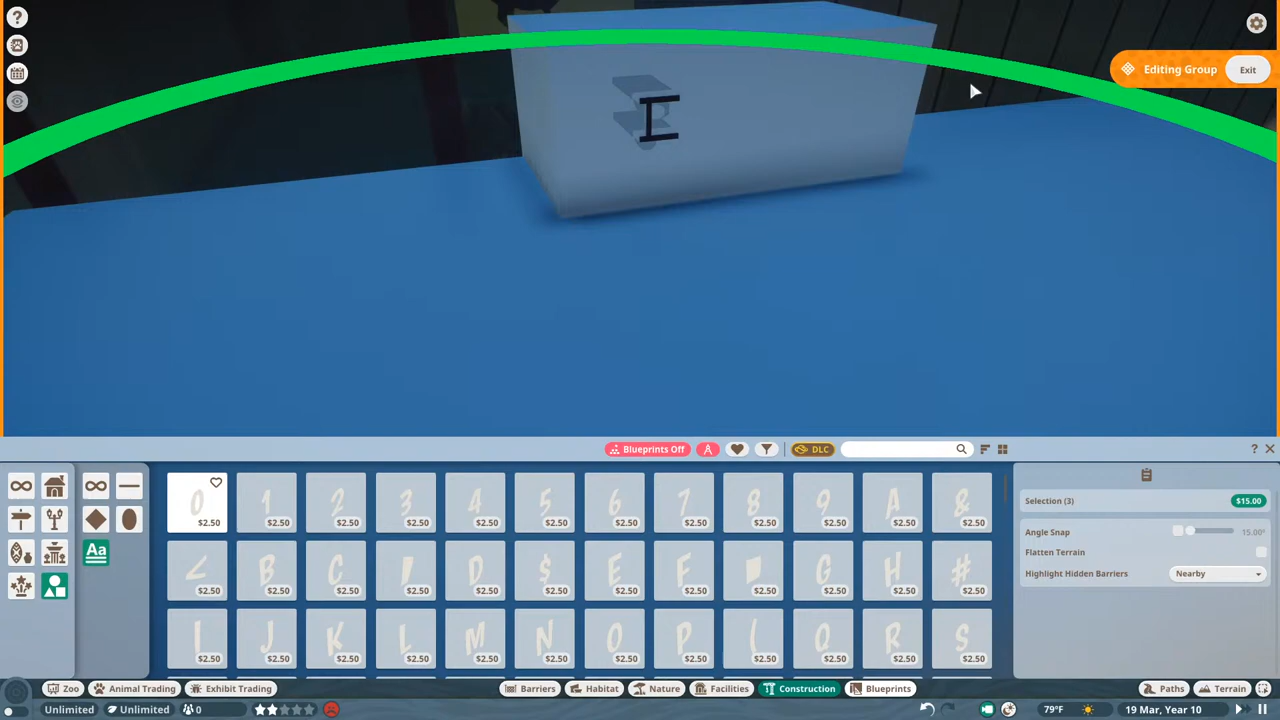 Editing Group
Exit
Blueprints Off
DLC
0 $2.50
1 $2.50
2 $2.50
3 $2.50
4 $2.50
5 $2.50
6 $2.50
7 $2.50
8 $2.50
9 $2.50
A $2.50
& $2.50
< $2.50
B $2.50
C $2.50
$2.50
D $2.50
$ $2.50
E $2.50
F $2.50
$2.50
G $2.50
H $2.50
# $2.50
I $2.50
J $2.50
K $2.50
L $2.50
M $2.50
N $2.50
O $2.50
P $2.50
( $2.50
Q $2.50
R $2.50
S $2.50
Aa
Selection (3)
$15.00
Angle Snap
15.00°
Flatten Terrain
Highlight Hidden Barriers
Nearby
Zoo
Animal Trading
Exhibit Trading
Barriers
Habitat
Nature
Facilities
Construction
Blueprints
Paths
Terrain
Unlimited
Unlimited
0
79°F
19 Mar, Year 10